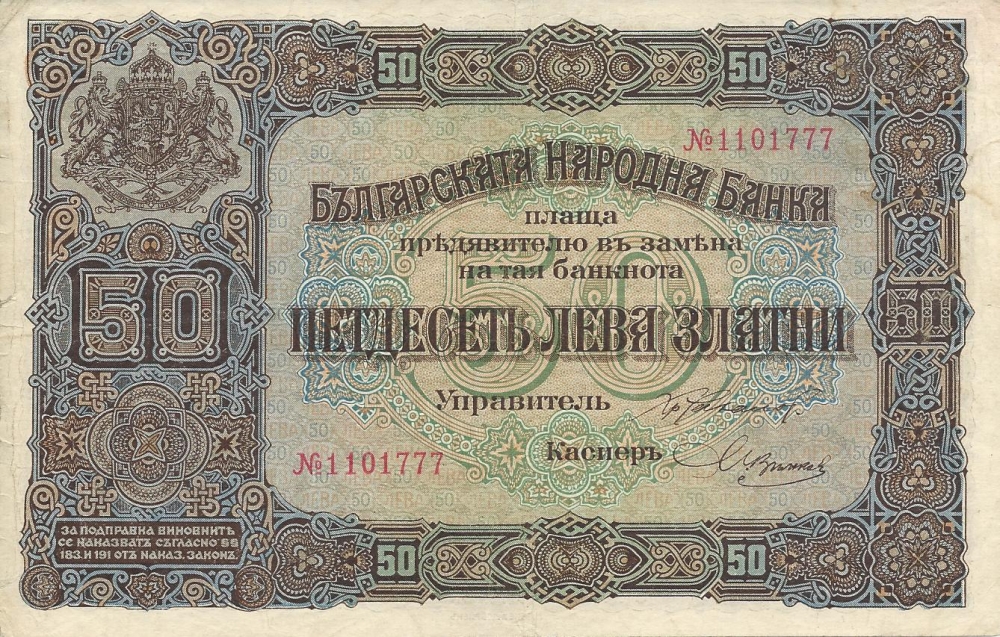 50
50
№1101777
БЪЛГАРСКАТА НАРОДНА БАНКА
плаща
прѣдявителю въ замѣна
на тая банкнота
50
50
50
ПЕТДЕСЕТЬ ЛЕВА ЗЛАТНИ
Управитель
Касиеръ
№1101777
ЗА ПОДПРАВКА ВИНОВНИТѢ
СЕ НАКАЗВАТЪ СЪГЛАСНО §§
183 И 191 ОТЪ НАКАЗ. ЗАКОНЪ.
50
50